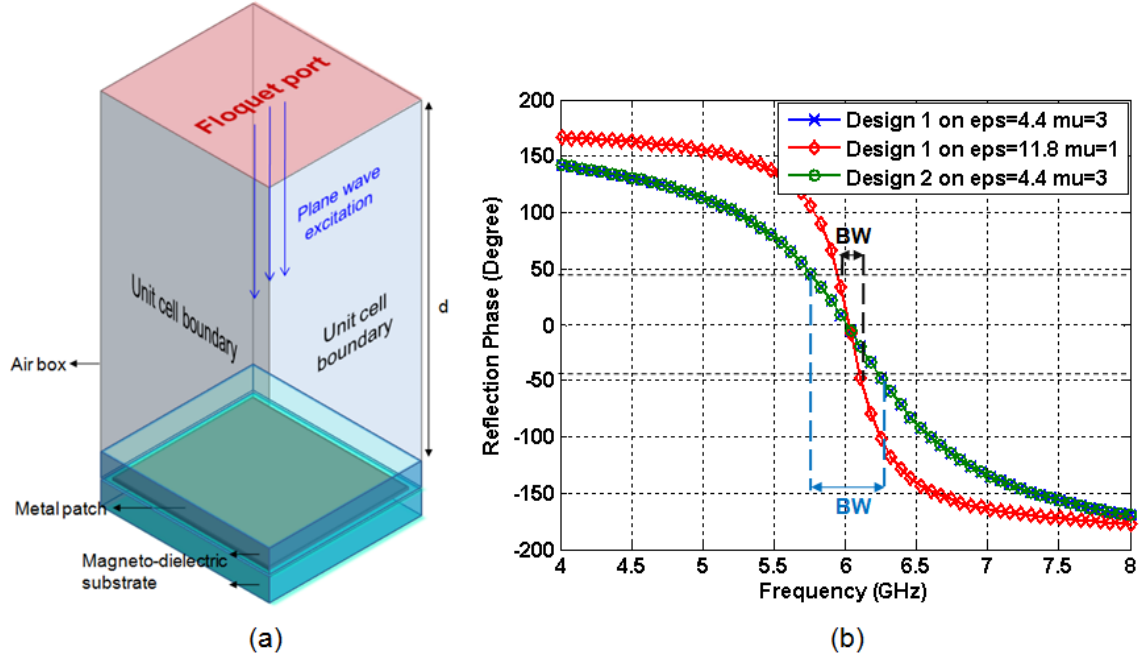 Floquet port
Plane wave
excitation
Unit cell boundary
Unit cell
boundary
d
Air box
Metal patch
Magneto-dielectric
substrate
(a)
200
150
100
50
0
-50
-100
-150
-200
Reflection Phase (Degree)
Design 1 on eps=4.4 mu=3
Design 1 on eps=11.8 mu=1
Design 2 on eps=4.4 mu=3
BW
BW
4
4.5
5
5.5
6
6.5
7
7.5
8
Frequency (GHz)
(b)